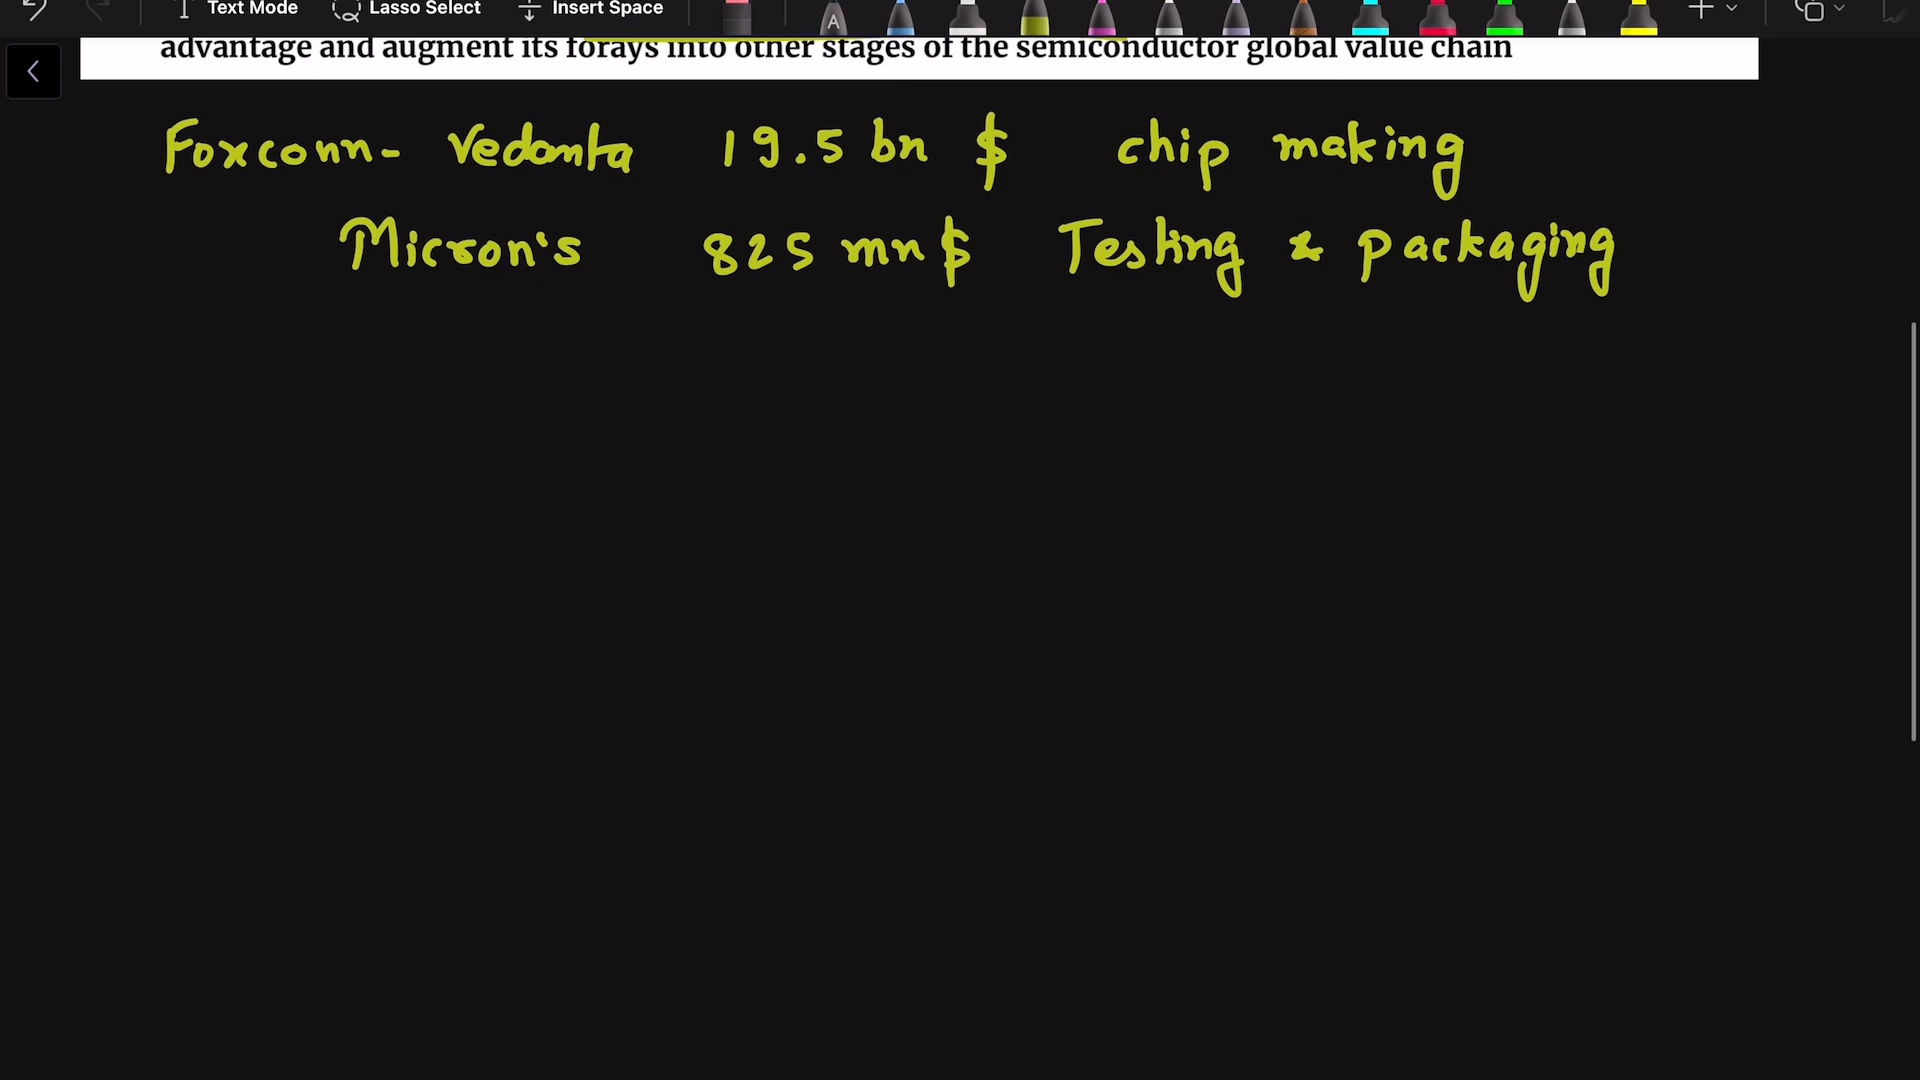 Text Mode Lasso Select Insert Space
A
advantage and augment its forays into other stages of the semiconductor global value chain
Foxconn- Vedanta 19.5 bn $ chip making
Micron's 825 mn $ Testing & packaging